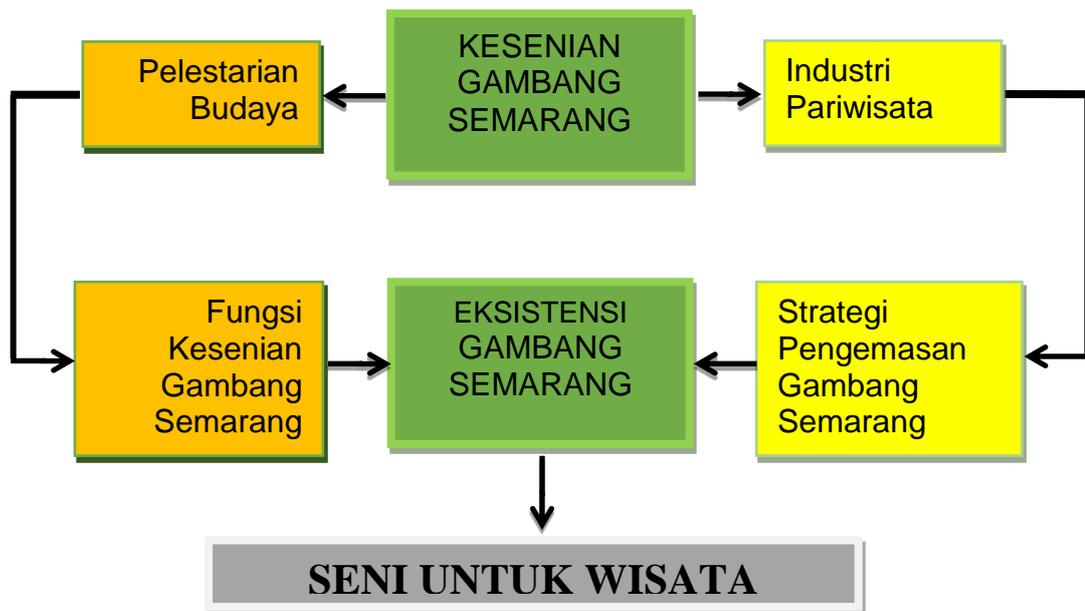 Pelestarian
Budaya
KESENIAN
GAMBANG
SEMARANG
Industri
Pariwisata
Fungsi
Kesenian
Gambang
Semarang
EKSISTENSI
GAMBANG
SEMARANG
Strategi
Pengemasan
Gambang
Semarang
SENI UNTUK WISATA